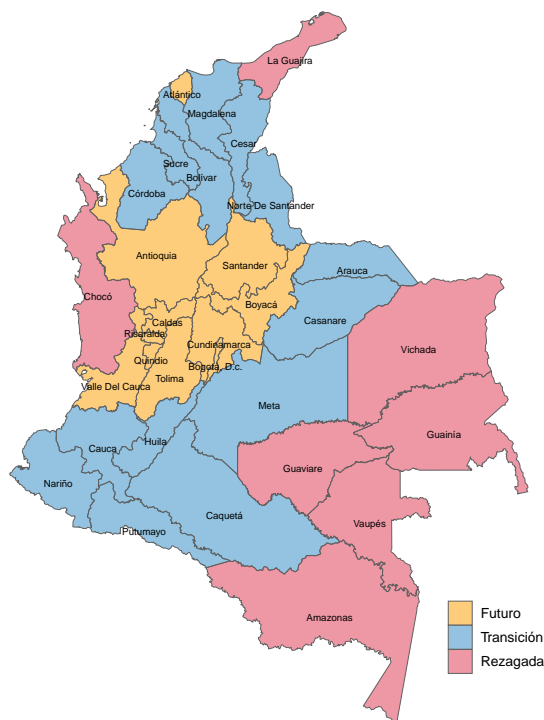 La Guajira
Atlántico
Magdalena
Cesar
Sucre
Bolívar
Córdoba
Norte De Santander
Antioquia
Santander
Arauca
Chocó
Boyacá
Casanare
Caldas
Risaralda
Cundinamarca
Vichada
Quindio
Bogotá, D.c.
Tolima
Valle Del Cauca
Meta
Guainía
Huila
Cauca
Guaviare
Nariño
Caquetá
Vaupés
Putumayo
Amazonas
Futuro
Transición
Rezagada